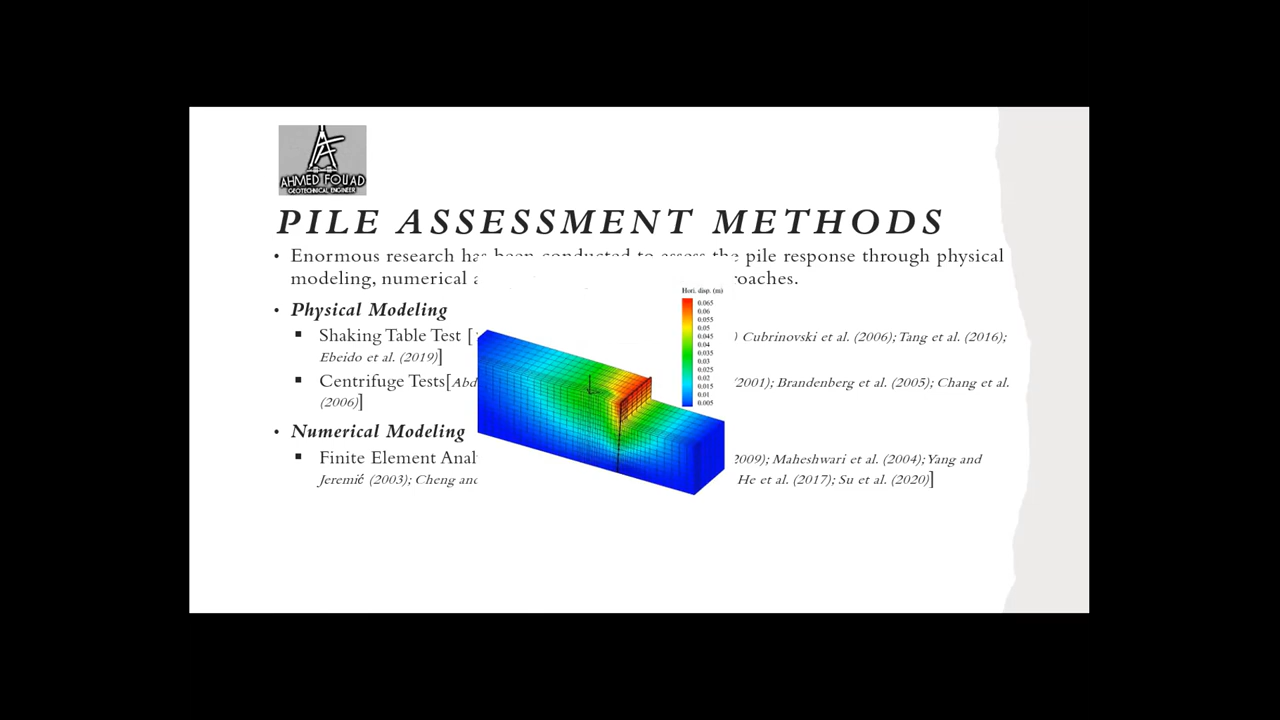 AHMED FOUAD
GEOTECHNICAL ENGINEER
PILE ASSESSMENT METHODS
• Enormous research has been conducted to assess the pile response through physical
modeling, numerical roaches.
• Physical Modeling
▪ Shaking Table Test [ ) Cubrinovski et al. (2006); Tang et al. (2016);
Ebeido et al. (2019)]
▪ Centrifuge Tests[Abd 2001); Brandenberg et al. (2005); Chang et al.
(2006)]
• Numerical Modeling
▪ Finite Element Anal 2009); Maheshwari et al. (2004); Yang and
Jeremić (2003); Cheng and He et al. (2017); Su et al. (2020)]
Hori. disp. (m)
0.065
0.06
0.055
0.05
0.045
0.04
0.035
0.03
0.025
0.02
0.015
0.01
0.005